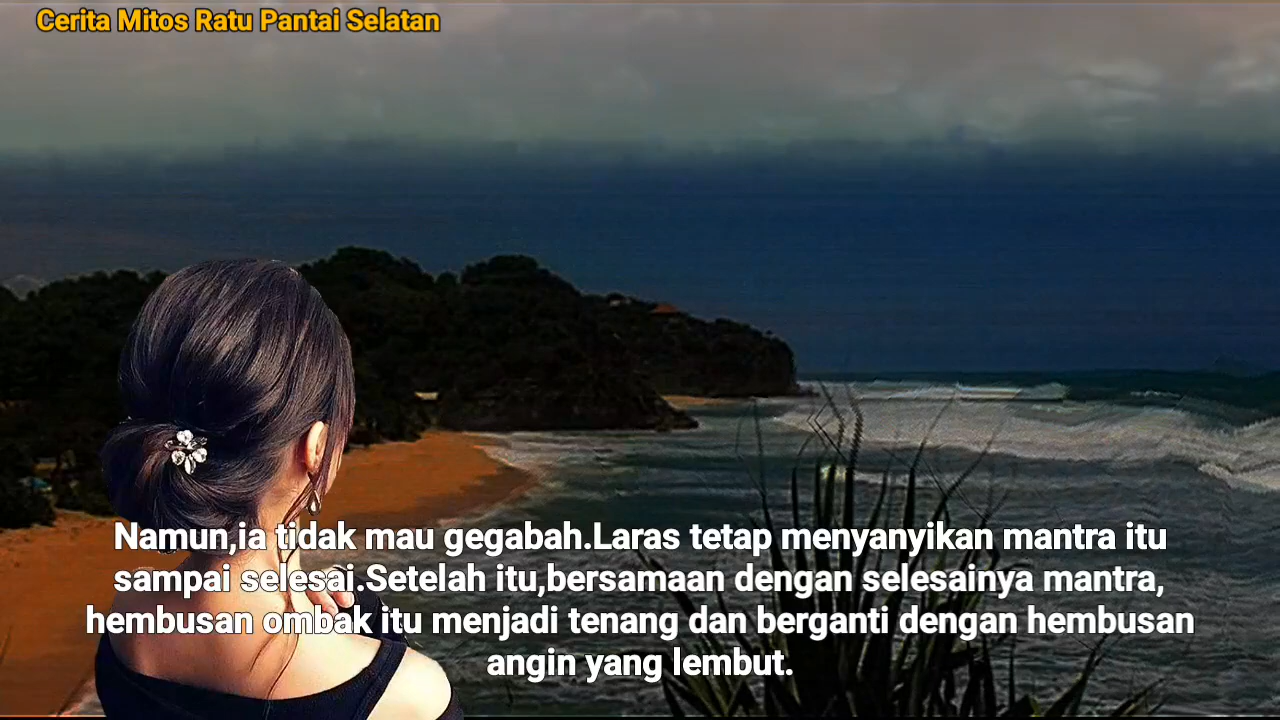 Cerita Mitos Ratu Pantai Selatan
Namun,ia tidak mau gegabah.Laras tetap menyanyikan mantra itu
sampai selesai.Setelah itu,bersamaan dengan selesainya mantra,
hembusan ombak itu menjadi tenang dan berganti dengan hembusan
angin yang lembut.